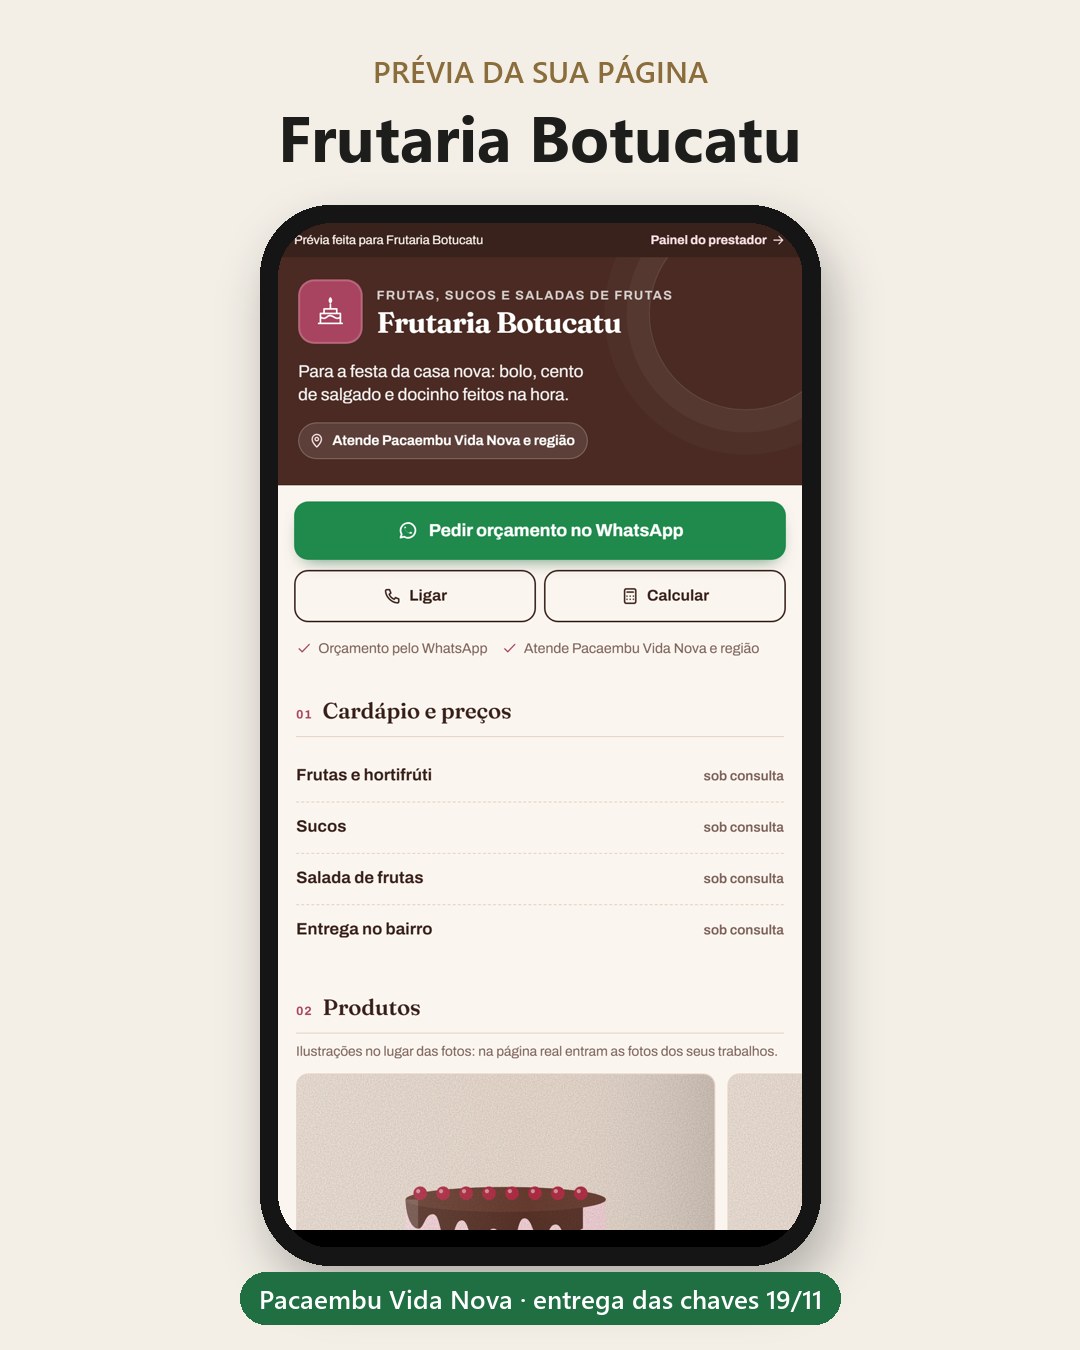 PRÉVIA DA SUA PÁGINA
Frutaria Botucatu
Prévia feita para Frutaria Botucatu
Painel do prestador →
FRUTAS, SUCOS E SALADAS DE FRUTAS
Frutaria Botucatu
Para a festa da casa nova: bolo, cento
de salgado e docinho feitos na hora.
Atende Pacaembu Vida Nova e região
Pedir orçamento no WhatsApp
Ligar
Calcular
Orçamento pelo WhatsApp
Atende Pacaembu Vida Nova e região
01 Cardápio e preços
Frutas e hortifrúti
sob consulta
Sucos
sob consulta
Salada de frutas
sob consulta
Entrega no bairro
sob consulta
02 Produtos
Ilustrações no lugar das fotos: na página real entram as fotos dos seus trabalhos.
Pacaembu Vida Nova · entrega das chaves 19/11